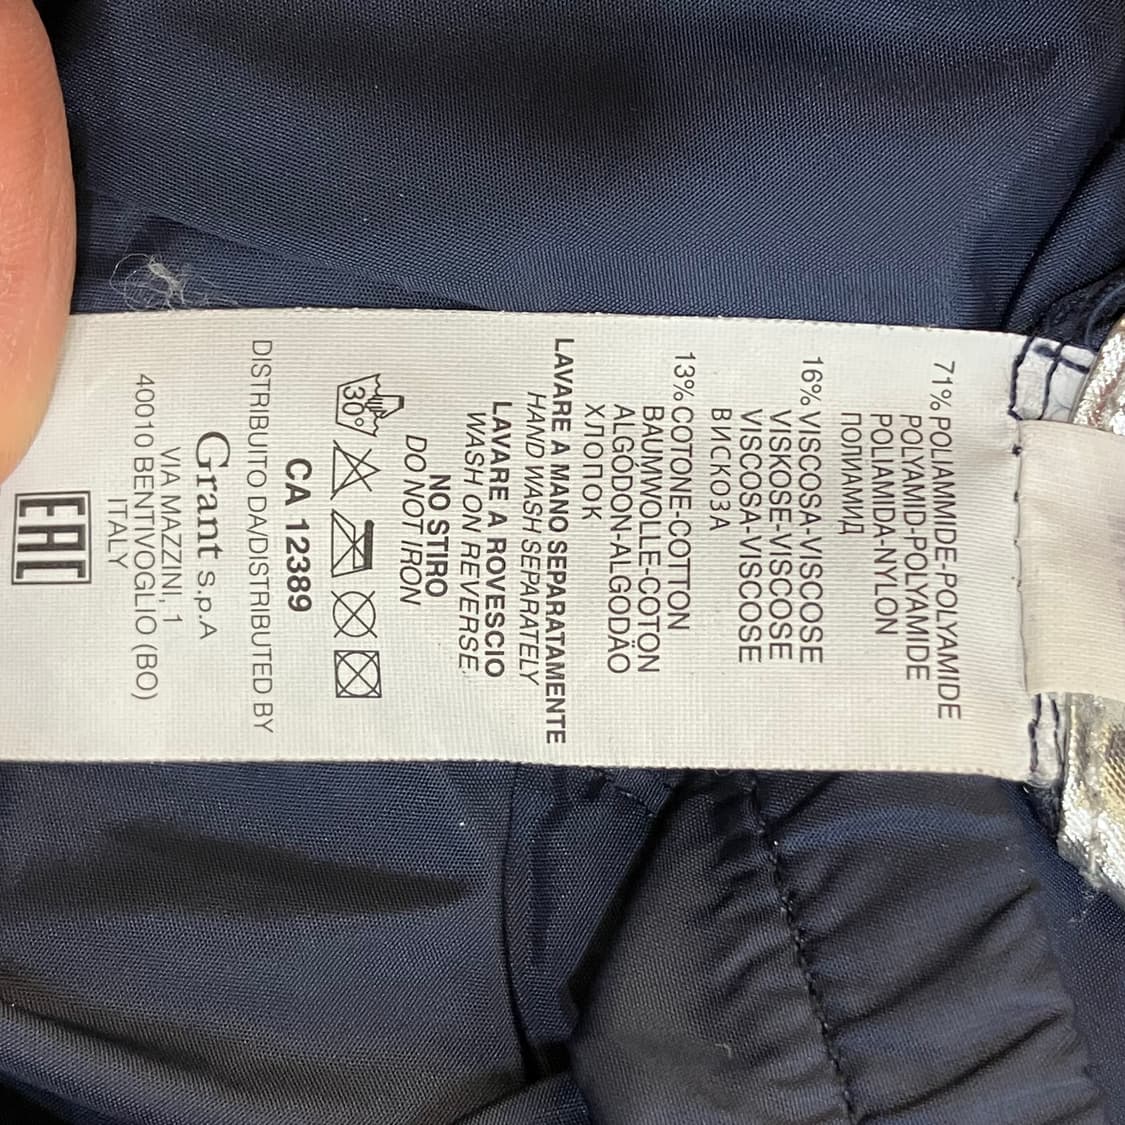 71% POLIAMMIDE-POLYAMIDE
POLYAMID-POLYAMIDE
POLIAMIDA-NYLON
ПОЛИАМИД
16% VISCOSA-VISCOSE
VISKOSE-VISCOSE
VISCOSA-VISCOSE
ВИСКОЗА
13% COTONE-COTTON
BAUMWOLLE-COTON
ALGÓDON-ALGODÃO
ХЛОПОК
LAVARE A MANO SEPARATAMENTE
HAND WASH SEPARATELY
LAVARE A ROVESCIO
WASH ON REVERSE
NO STIRO
DO NOT IRON
30°
CA 12389
DISTRIBUITO DA/DISTRIBUTED BY
Grant s.p.A
VIA MAZZINI, 1
40010 BENTIVOGLIO (BO)
ITALY
EAC